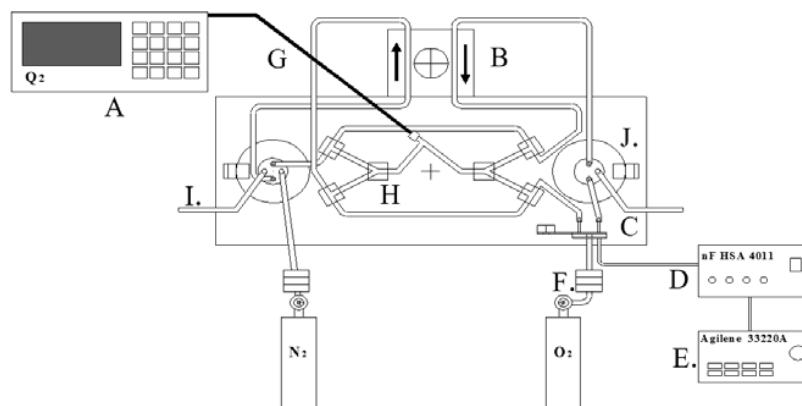 G
B
Q2
A
J.
H
I.
C
F.
D
nF HSA 4011
N2
O2
E.
Agilene 33220A